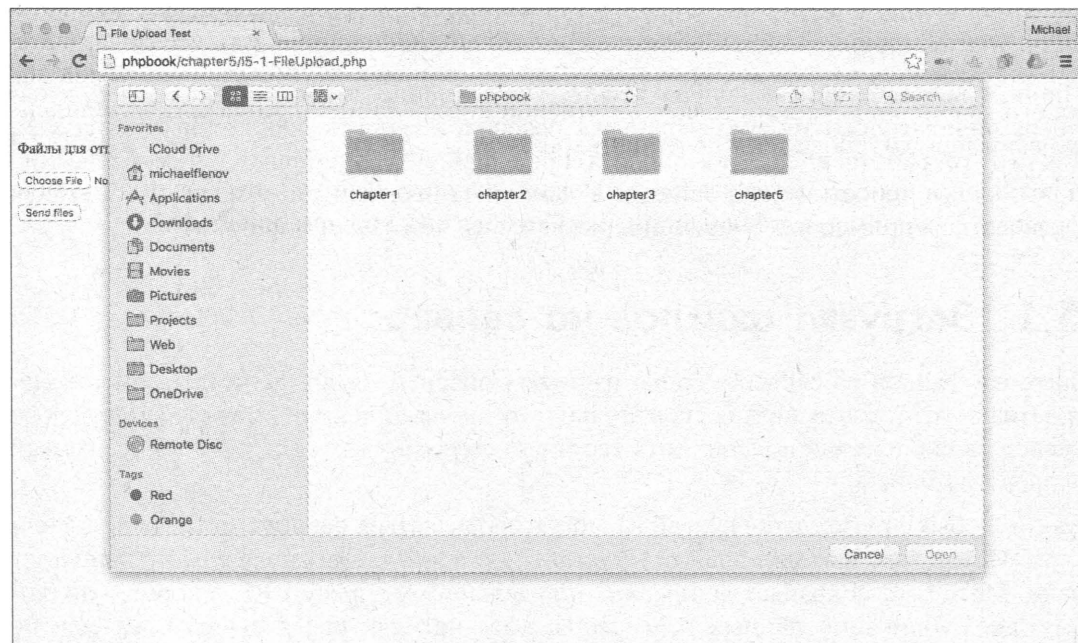 File Upload Test
Michael
phpbook/chapter5/l5-1-FileUpload.php
phpbook
Search
Favorites
iCloud Drive
michaelflenov
Applications
Downloads
Documents
Movies
Pictures
Projects
Web
Desktop
OneDrive
Devices
Remote Disc
Tags
Red
Orange
chapter1
chapter2
chapter3
chapter5
Файлы для от
Choose File No
Send files
Cancel
Open